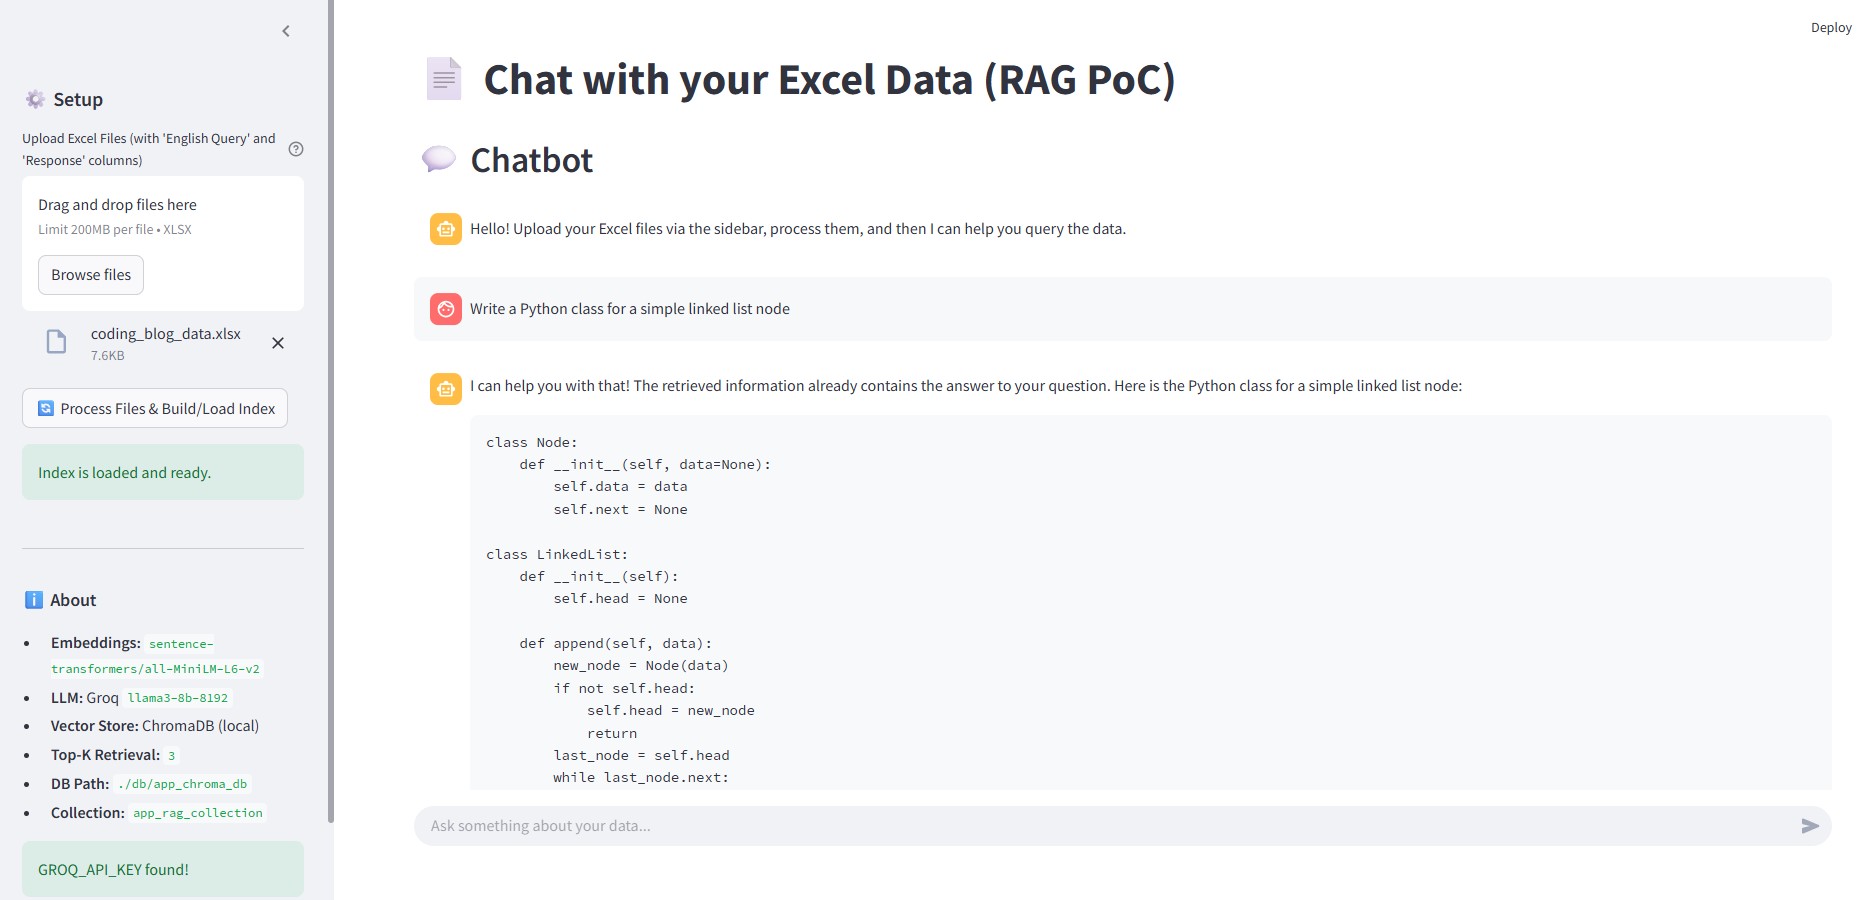 Deploy
Setup
Upload Excel Files (with 'English Query' and
'Response' columns)
Drag and drop files here
Limit 200MB per file • XLSX
Browse files
coding_blog_data.xlsx
7.6KB
Process Files & Build/Load Index
Index is loaded and ready.
About
• Embeddings: sentence-
transformers/all-MiniLM-L6-v2
• LLM: Groq llama3-8b-8192
• Vector Store: ChromaDB (local)
• Top-K Retrieval: 3
• DB Path: ./db/app_chroma_db
• Collection: app_rag_collection
GROQ_API_KEY found!
Chat with your Excel Data (RAG PoC)
Chatbot
Hello! Upload your Excel files via the sidebar, process them, and then I can help you query the data.
Write a Python class for a simple linked list node
I can help you with that! The retrieved information already contains the answer to your question. Here is the Python class for a simple linked list node:
class Node:
    def __init__(self, data=None):
        self.data = data
        self.next = None
class LinkedList:
    def __init__(self):
        self.head = None
    def append(self, data):
        new_node = Node(data)
        if not self.head:
            self.head = new_node
            return
        last_node = self.head
        while last_node.next:
Ask something about your data...